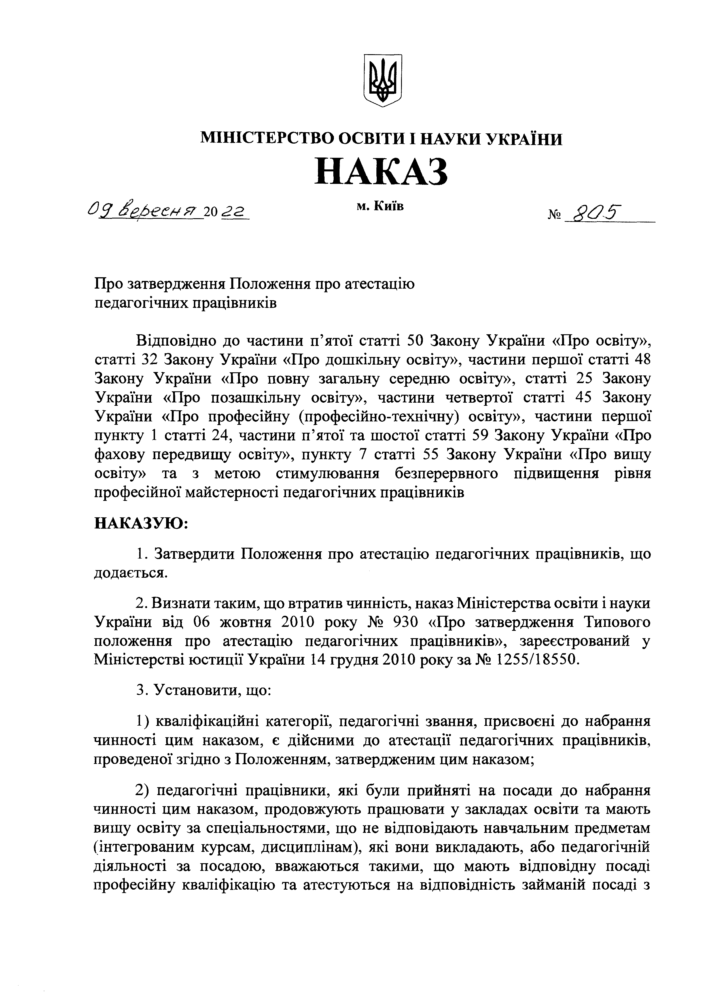 МІНІСТЕРСТВО ОСВІТИ І НАУКИ УКРАЇНИ
НАКАЗ
09 вересня 2022 м. Київ № 805
Про затвердження Положення про атестацію
педагогічних працівників
Відповідно до частини п’ятої статті 50 Закону України «Про освіту»,
статті 32 Закону України «Про дошкільну освіту», частини першої статті 48
Закону України «Про повну загальну середню освіту», статті 25 Закону
України «Про позашкільну освіту», частини четвертої статті 45 Закону
України «Про професійну (професійно-технічну) освіту», частини першої
пункту 1 статті 24, частини п’ятої та шостої статті 59 Закону України «Про
фахову передвищу освіту», пункту 7 статті 55 Закону України «Про вищу
освіту» та з метою стимулювання безперервного підвищення рівня
професійної майстерності педагогічних працівників
НАКАЗУЮ:
1. Затвердити Положення про атестацію педагогічних працівників, що
додається.
2. Визнати таким, що втратив чинність, наказ Міністерства освіти і науки
України від 06 жовтня 2010 року № 930 «Про затвердження Типового
положення про атестацію педагогічних працівників», зареєстрований у
Міністерстві юстиції України 14 грудня 2010 року за № 1255/18550.
3. Установити, що:
1) кваліфікаційні категорії, педагогічні звання, присвоєні до набрання
чинності цим наказом, є дійсними до атестації педагогічних працівників,
проведеної згідно з Положенням, затвердженим цим наказом;
2) педагогічні працівники, які були прийняті на посади до набрання
чинності цим наказом, продовжують працювати у закладах освіти та мають
вищу освіту за спеціальностями, що не відповідають навчальним предметам
(інтегрованим курсам, дисциплінам), які вони викладають, або педагогічній
діяльності за посадою, вважаються такими, що мають відповідну посаді
професійну кваліфікацію та атестуються на відповідність займаній посаді з